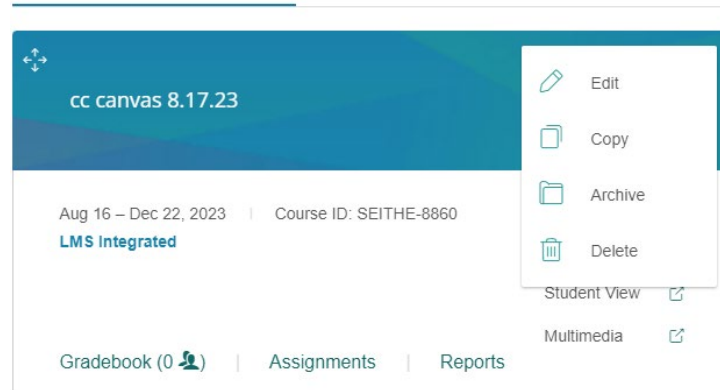 cc canvas 8.17.23
Edit
Copy
Archive
Delete
Aug 16 – Dec 22, 2023 | Course ID: SEITHE-8860
LMS Integrated
Student View
Multimedia
Gradebook (0 ) | Assignments | Reports